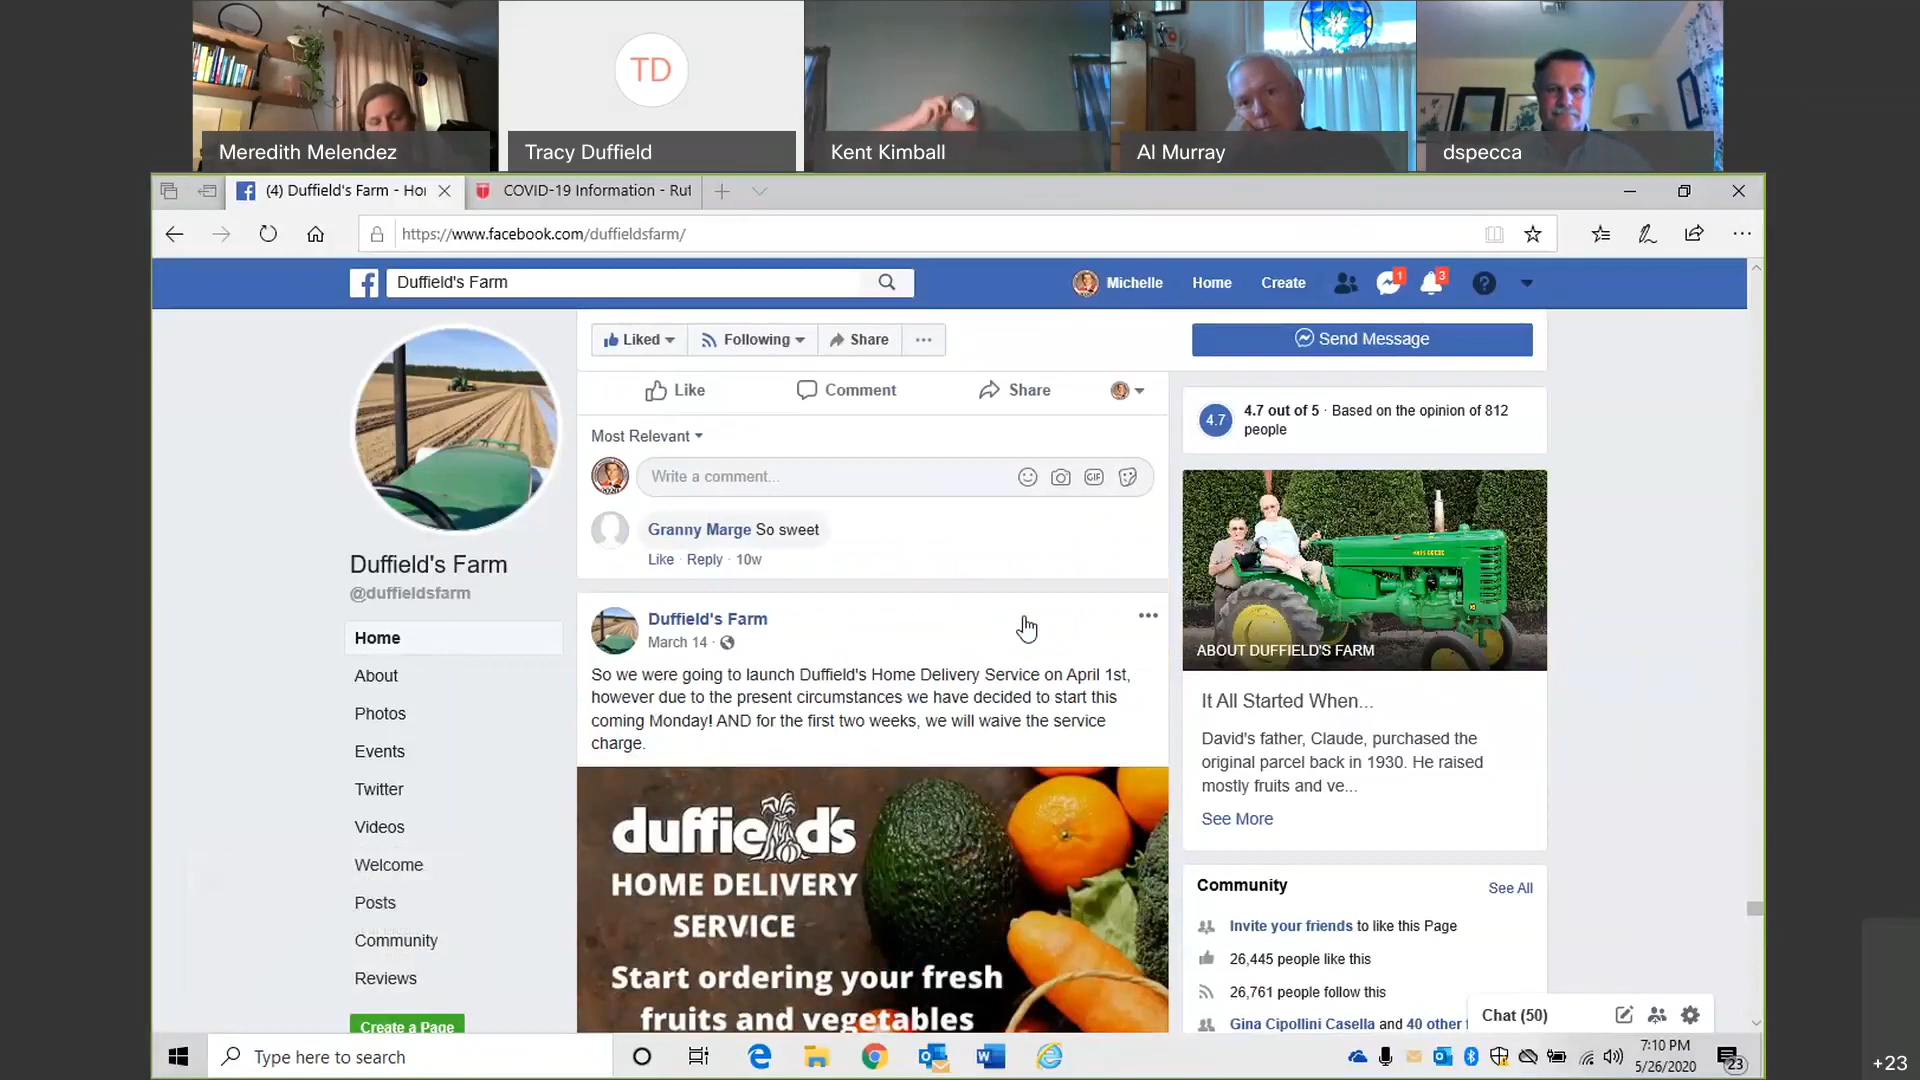 TD
Meredith Melendez
Tracy Duffield
Kent Kimball
Al Murray
dspecca
(4) Duffield's Farm - Hor
COVID-19 Information - Rut
https://www.facebook.com/duffieldsfarm/
Duffield's Farm
Michelle
Home
Create
1
3
Liked
Following
Share
Send Message
Like
Comment
Share
4.7
4.7 out of 5 · Based on the opinion of 812
people
Most Relevant
Write a comment...
GIF
Granny Marge So sweet
Like · Reply · 10w
Duffield's Farm
@duffieldsfarm
Home
About
Photos
Events
Twitter
Videos
Welcome
Posts
Community
Reviews
Create a Page
Duffield's Farm
March 14 ·
So we were going to launch Duffield's Home Delivery Service on April 1st,
however due to the present circumstances we have decided to start this
coming Monday! AND for the first two weeks, we will waive the service
charge.
duffield's
HOME DELIVERY
SERVICE
Start ordering your fresh
fruits and vegetables
ABOUT DUFFIELD'S FARM
It All Started When...
David's father, Claude, purchased the
original parcel back in 1930. He raised
mostly fruits and ve...
See More
Community
See All
Invite your friends to like this Page
26,445 people like this
26,761 people follow this
Gina Cipollini Casella and 40 other f
Chat (50)
Type here to search
7:10 PM
5/26/2020
23
+23